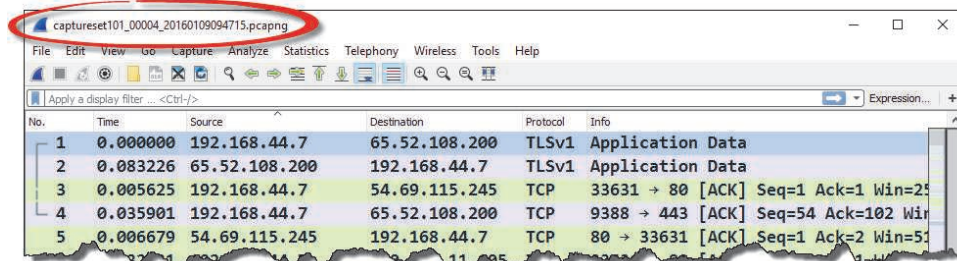 captureset101_00004_20160109094715.pcapng
File Edit View Go Capture Analyze Statistics Telephony Wireless Tools Help
Apply a display filter ... <Ctrl-/> Expression... +
No. Time Source Destination Protocol Info
1 0.000000 192.168.44.7 65.52.108.200 TLSv1 Application Data
2 0.083226 65.52.108.200 192.168.44.7 TLSv1 Application Data
3 0.005625 192.168.44.7 54.69.115.245 TCP 33631 → 80 [ACK] Seq=1 Ack=1 Win=25
4 0.035901 192.168.44.7 65.52.108.200 TCP 9388 → 443 [ACK] Seq=54 Ack=102 Wir
5 0.006679 54.69.115.245 192.168.44.7 TCP 80 → 33631 [ACK] Seq=1 Ack=2 Win=51